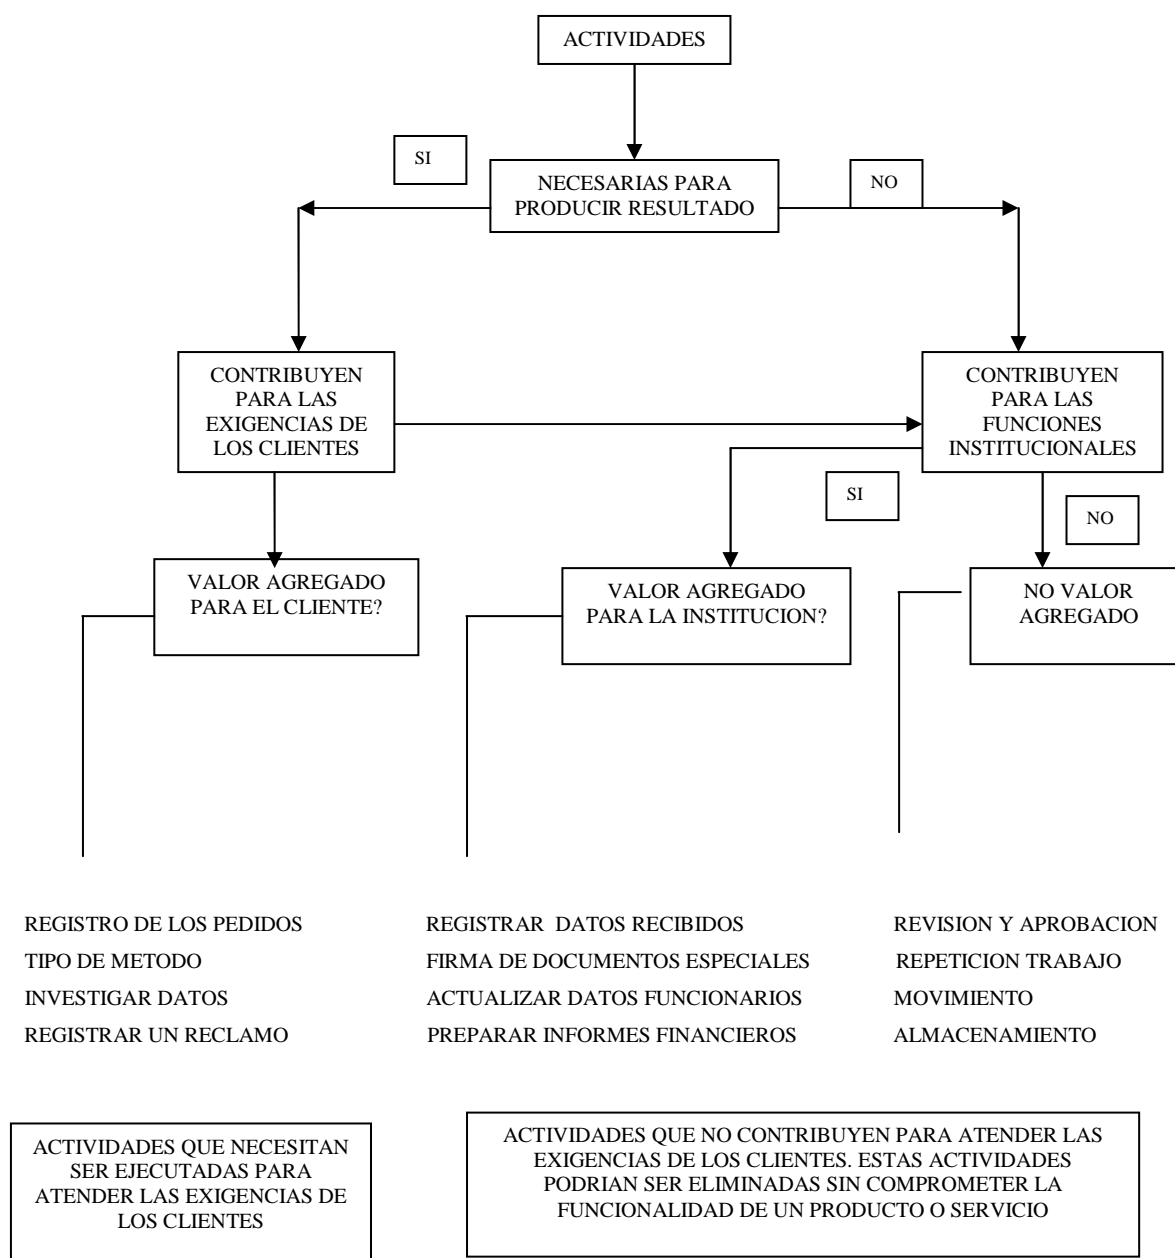 ACTIVIDADES
SI
NECESARIAS PARA
PRODUCIR RESULTADO
NO
CONTRIBUYEN
PARA LAS
EXIGENCIAS DE
LOS CLIENTES
CONTRIBUYEN
PARA LAS
FUNCIONES
INSTITUCIONALES
SI
NO
VALOR AGREGADO
PARA EL CLIENTE?
VALOR AGREGADO
PARA LA INSTITUCION?
NO VALOR
AGREGADO
REGISTRO DE LOS PEDIDOS
TIPO DE METODO
INVESTIGAR DATOS
REGISTRAR UN RECLAMO
REGISTRAR DATOS RECIBIDOS
FIRMA DE DOCUMENTOS ESPECIALES
ACTUALIZAR DATOS FUNCIONARIOS
PREPARAR INFORMES FINANCIEROS
REVISION Y APROBACION
REPETICION TRABAJO
MOVIMIENTO
ALMACENAMIENTO
ACTIVIDADES QUE NECESITAN
SER EJECUTADAS PARA
ATENDER LAS EXIGENCIAS DE
LOS CLIENTES
ACTIVIDADES QUE NO CONTRIBUYEN PARA ATENDER LAS
EXIGENCIAS DE LOS CLIENTES. ESTAS ACTIVIDADES
PODRIAN SER ELIMINADAS SIN COMPROMETER LA
FUNCIONALIDAD DE UN PRODUCTO O SERVICIO